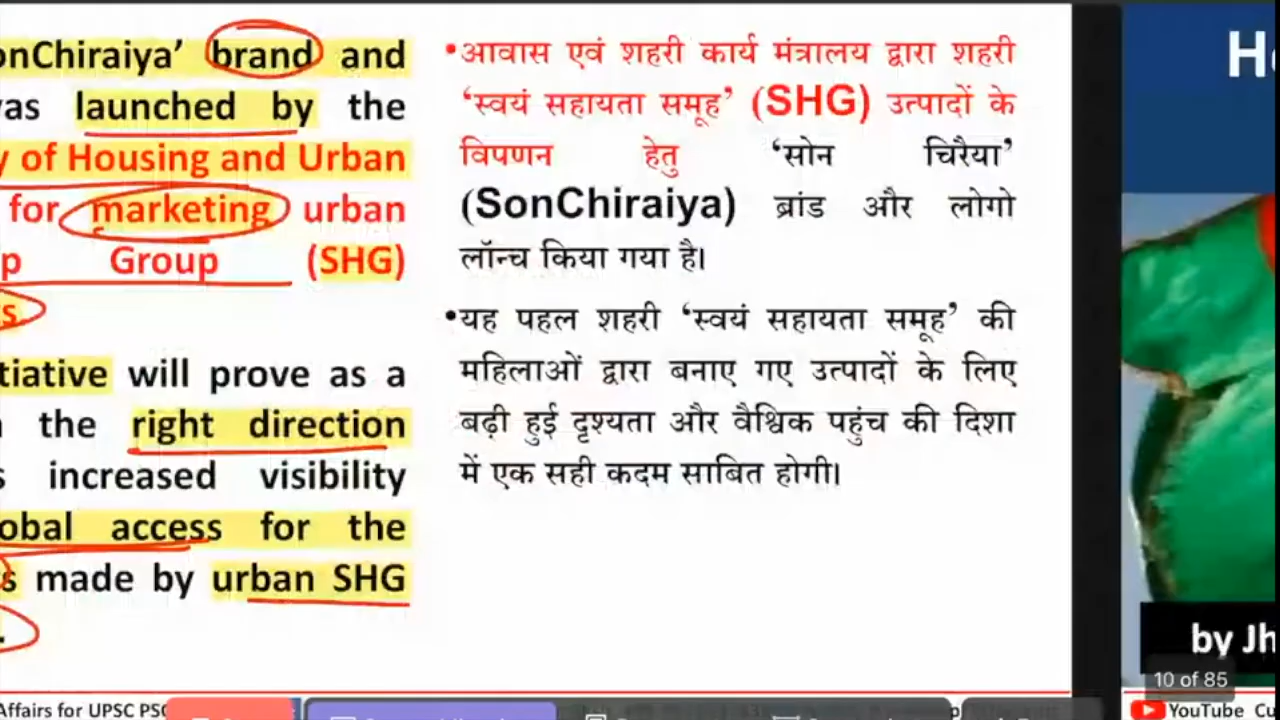 onChiraiya’ brand and
was launched by the
y of Housing and Urban
for marketing urban
p Group (SHG)
s
tiative will prove as a
the right direction
s increased visibility
obal access for the
s made by urban SHG
•आवास एवं शहरी कार्य मंत्रालय द्वारा शहरी
‘स्वयं सहायता समूह’ (SHG) उत्पादों के
विपणन हेतु ‘सोन चिरैया’
(SonChiraiya) ब्रांड और लोगो
लॉन्च किया गया है।
•यह पहल शहरी ‘स्वयं सहायता समूह’ की
महिलाओं द्वारा बनाए गए उत्पादों के लिए
बढ़ी हुई दृश्यता और वैश्विक पहुंच की दिशा
में एक सही कदम साबित होगी।
He
by Jh
10 of 85
Affairs for UPSC PSC
YouTube Cu